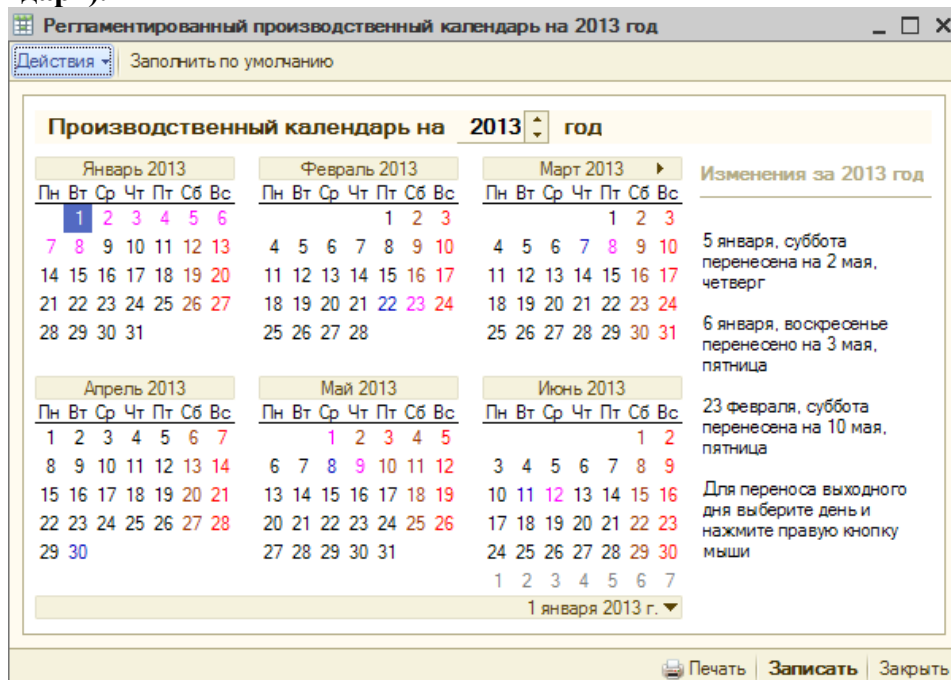 Регламентированный производственный календарь на 2013 год
Действия Заполнить по умолчанию
Производственный календарь на 2013 год
Январь 2013 Февраль 2013 Март 2013
Пн Вт Ср Чт Пт Сб Вс Пн Вт Ср Чт Пт Сб Вс Пн Вт Ср Чт Пт Сб Вс
1 2 3 4 5 6 1 2 3 1 2 3
7 8 9 10 11 12 13 4 5 6 7 8 9 10 4 5 6 7 8 9 10
14 15 16 17 18 19 20 11 12 13 14 15 16 17 11 12 13 14 15 16 17
21 22 23 24 25 26 27 18 19 20 21 22 23 24 18 19 20 21 22 23 24
28 29 30 31 25 26 27 28 25 26 27 28 29 30 31
Апрель 2013 Май 2013 Июнь 2013
Пн Вт Ср Чт Пт Сб Вс Пн Вт Ср Чт Пт Сб Вс Пн Вт Ср Чт Пт Сб Вс
1 2 3 4 5 6 7 1 2 3 4 5 1 2
8 9 10 11 12 13 14 6 7 8 9 10 11 12 3 4 5 6 7 8 9
15 16 17 18 19 20 21 13 14 15 16 17 18 19 10 11 12 13 14 15 16
22 23 24 25 26 27 28 20 21 22 23 24 25 26 17 18 19 20 21 22 23
29 30 27 28 29 30 31 24 25 26 27 28 29 30
1 2 3 4 5 6 7
1 января 2013 г.
Изменения за 2013 год
5 января, суббота
перенесена на 2 мая,
четверг
6 января, воскресенье
перенесено на 3 мая,
пятница
23 февраля, суббота
перенесена на 10 мая,
пятница
Для переноса выходного
дня выберите день и
нажмите правую кнопку
мыши
Печать Записать Закрыть